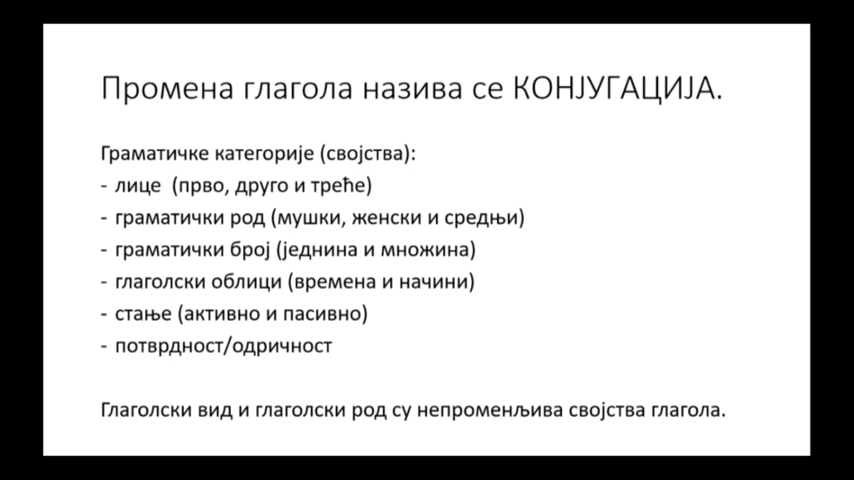 Промена глагола назива се КОНЈУГАЦИЈА.
Граматичке категорије (својства):
- лице (прво, друго и треће)
- граматички род (мушки, женски и средњи)
- граматички број (једнина и множина)
- глаголски облици (времена и начини)
- стање (активно и пасивно)
- потврдност/одричност
Глаголски вид и глаголски род су непроменљива својства глагола.